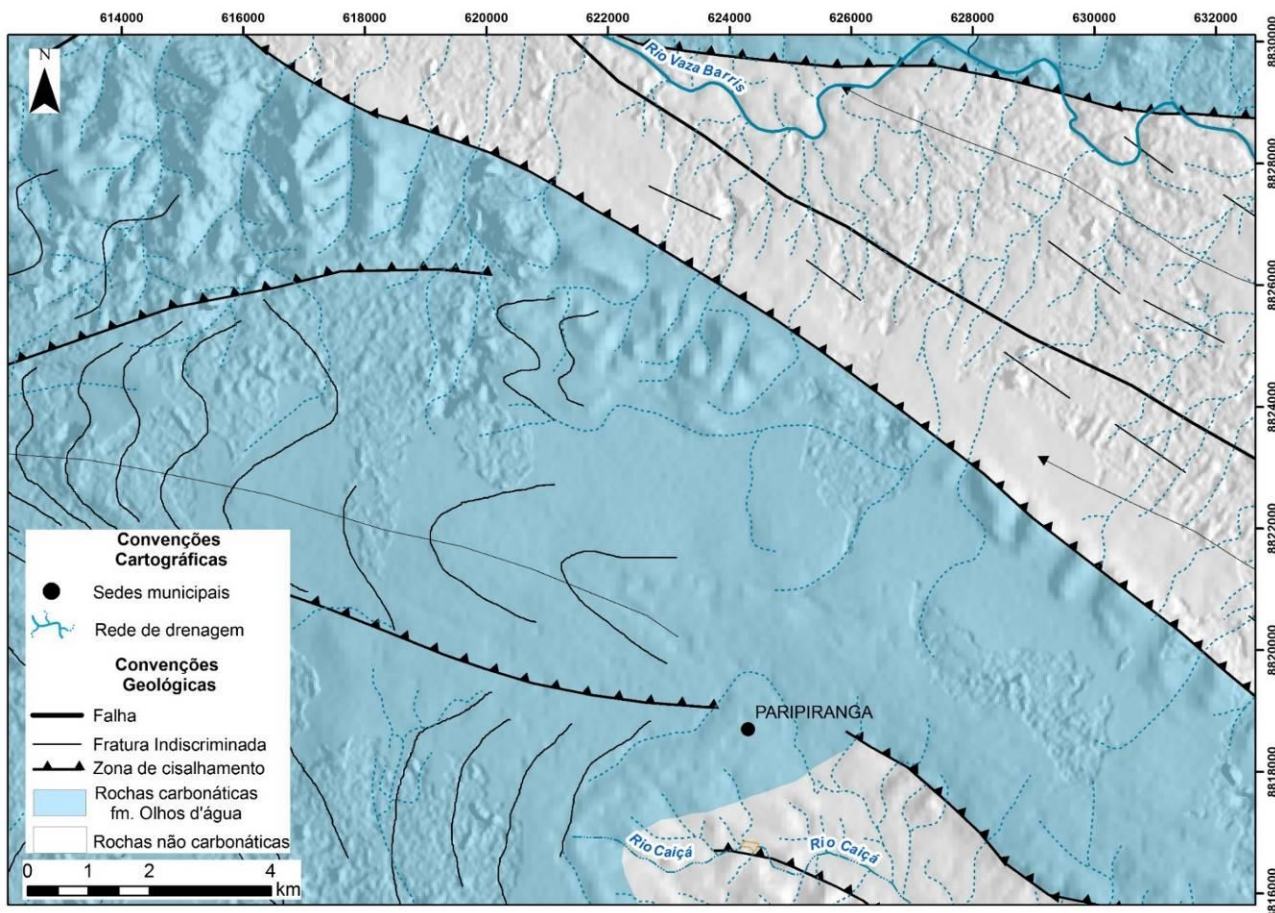 614000 616000 618000 620000 622000 624000 626000 628000 630000 632000
N
Rio Vaza Barris
8830000
8828000
8826000
8824000
8822000
8820000
8818000
8816000
PARIPIRANGA
Rio Caiçá
Rio Caiçá
Convenções
Cartográficas
Sedes municipais
Rede de drenagem
Convenções
Geológicas
Falha
Fratura Indiscriminada
Zona de cisalhamento
Rochas carbonáticas
fm. Olhos d'água
Rochas não carbonáticas
0 1 2 4
km